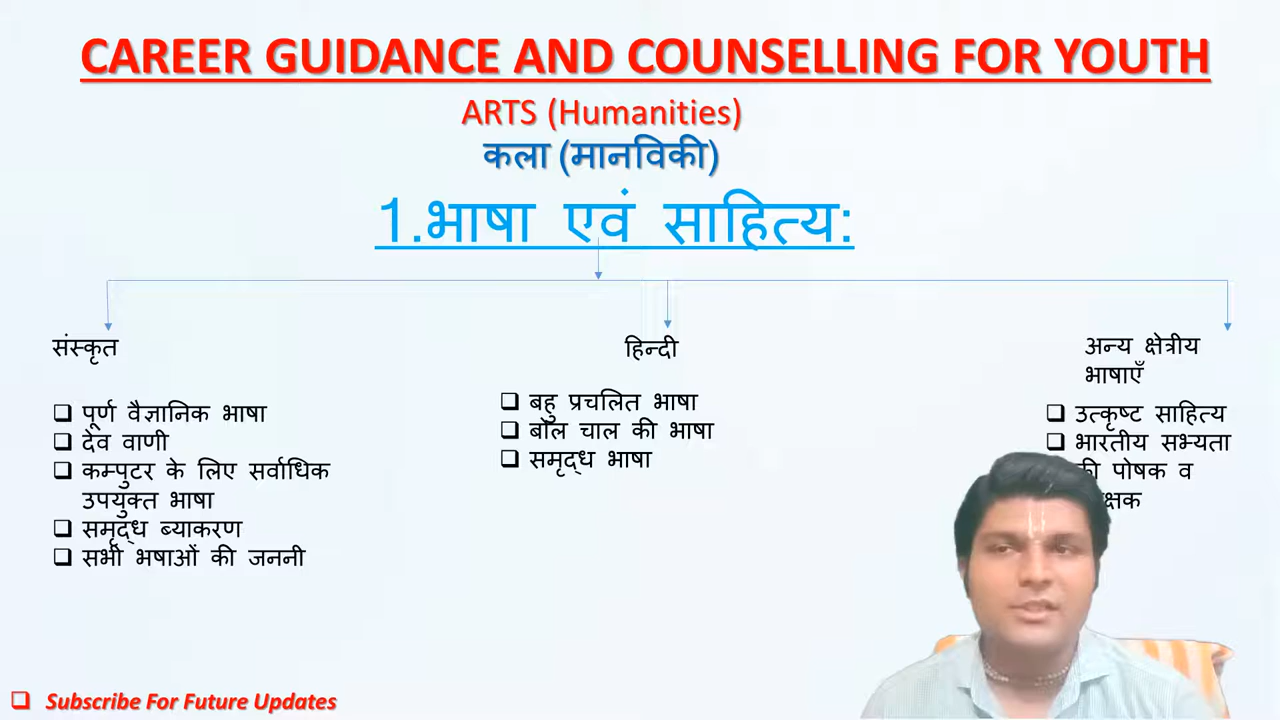 CAREER GUIDANCE AND COUNSELLING FOR YOUTH
ARTS (Humanities)
कला (मानविकी)
1.भाषा एवं साहित्य:
संस्कृत
पूर्ण वैज्ञानिक भाषा
देव वाणी
कम्पुटर के लिए सर्वाधिक
उपयुक्त भाषा
समृद्ध ब्याकरण
सभी भषाओं की जननी
हिन्दी
बहु प्रचलित भाषा
बोल चाल की भाषा
समृद्ध भाषा
अन्य क्षेत्रीय
भाषाएँ
उत्कृष्ट साहित्य
भारतीय सभ्यता
की पोषक व
Subscribe For Future Updates